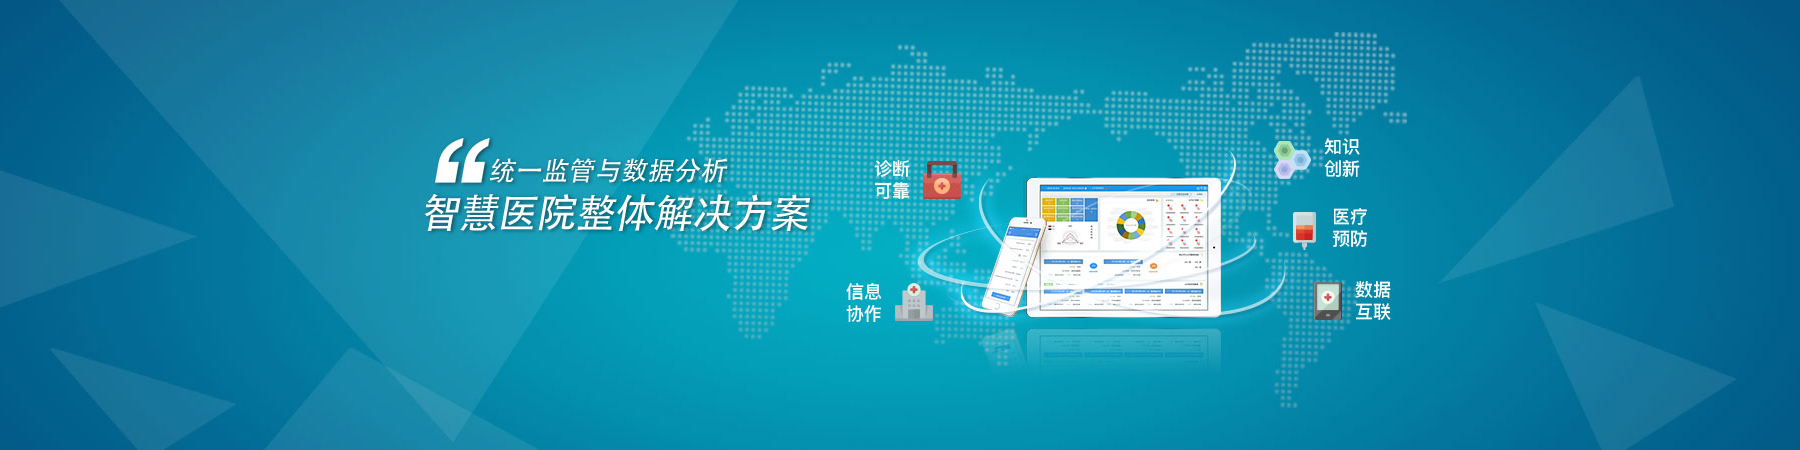 统一监管与数据分析
智慧医院整体解决方案
诊断
可靠
信息
协作
知识
创新
医疗
预防
数据
互联